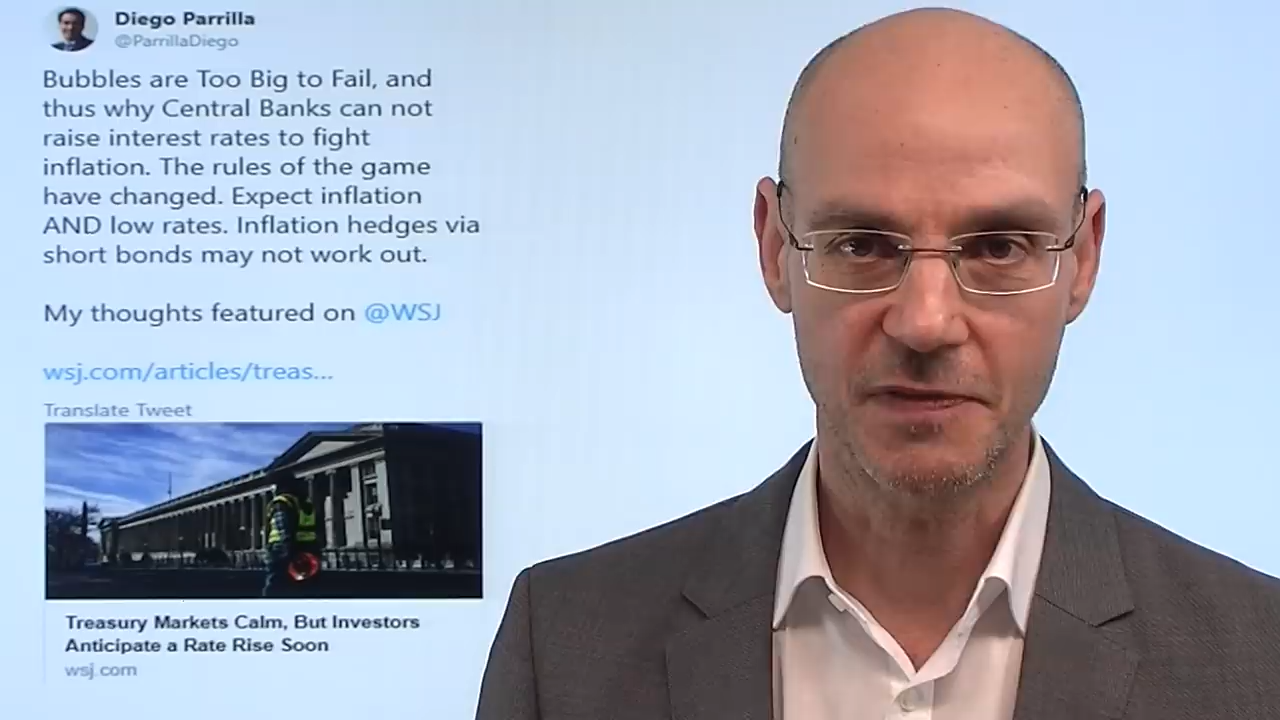 Diego Parrilla
@ParrillaDiego
Bubbles are Too Big to Fail, and
thus why Central Banks can not
raise interest rates to fight
inflation. The rules of the game
have changed. Expect inflation
AND low rates. Inflation hedges via
short bonds may not work out.
My thoughts featured on @WSJ
wsj.com/articles/treas...
Translate Tweet
Treasury Markets Calm, But Investors
Anticipate a Rate Rise Soon
wsj.com